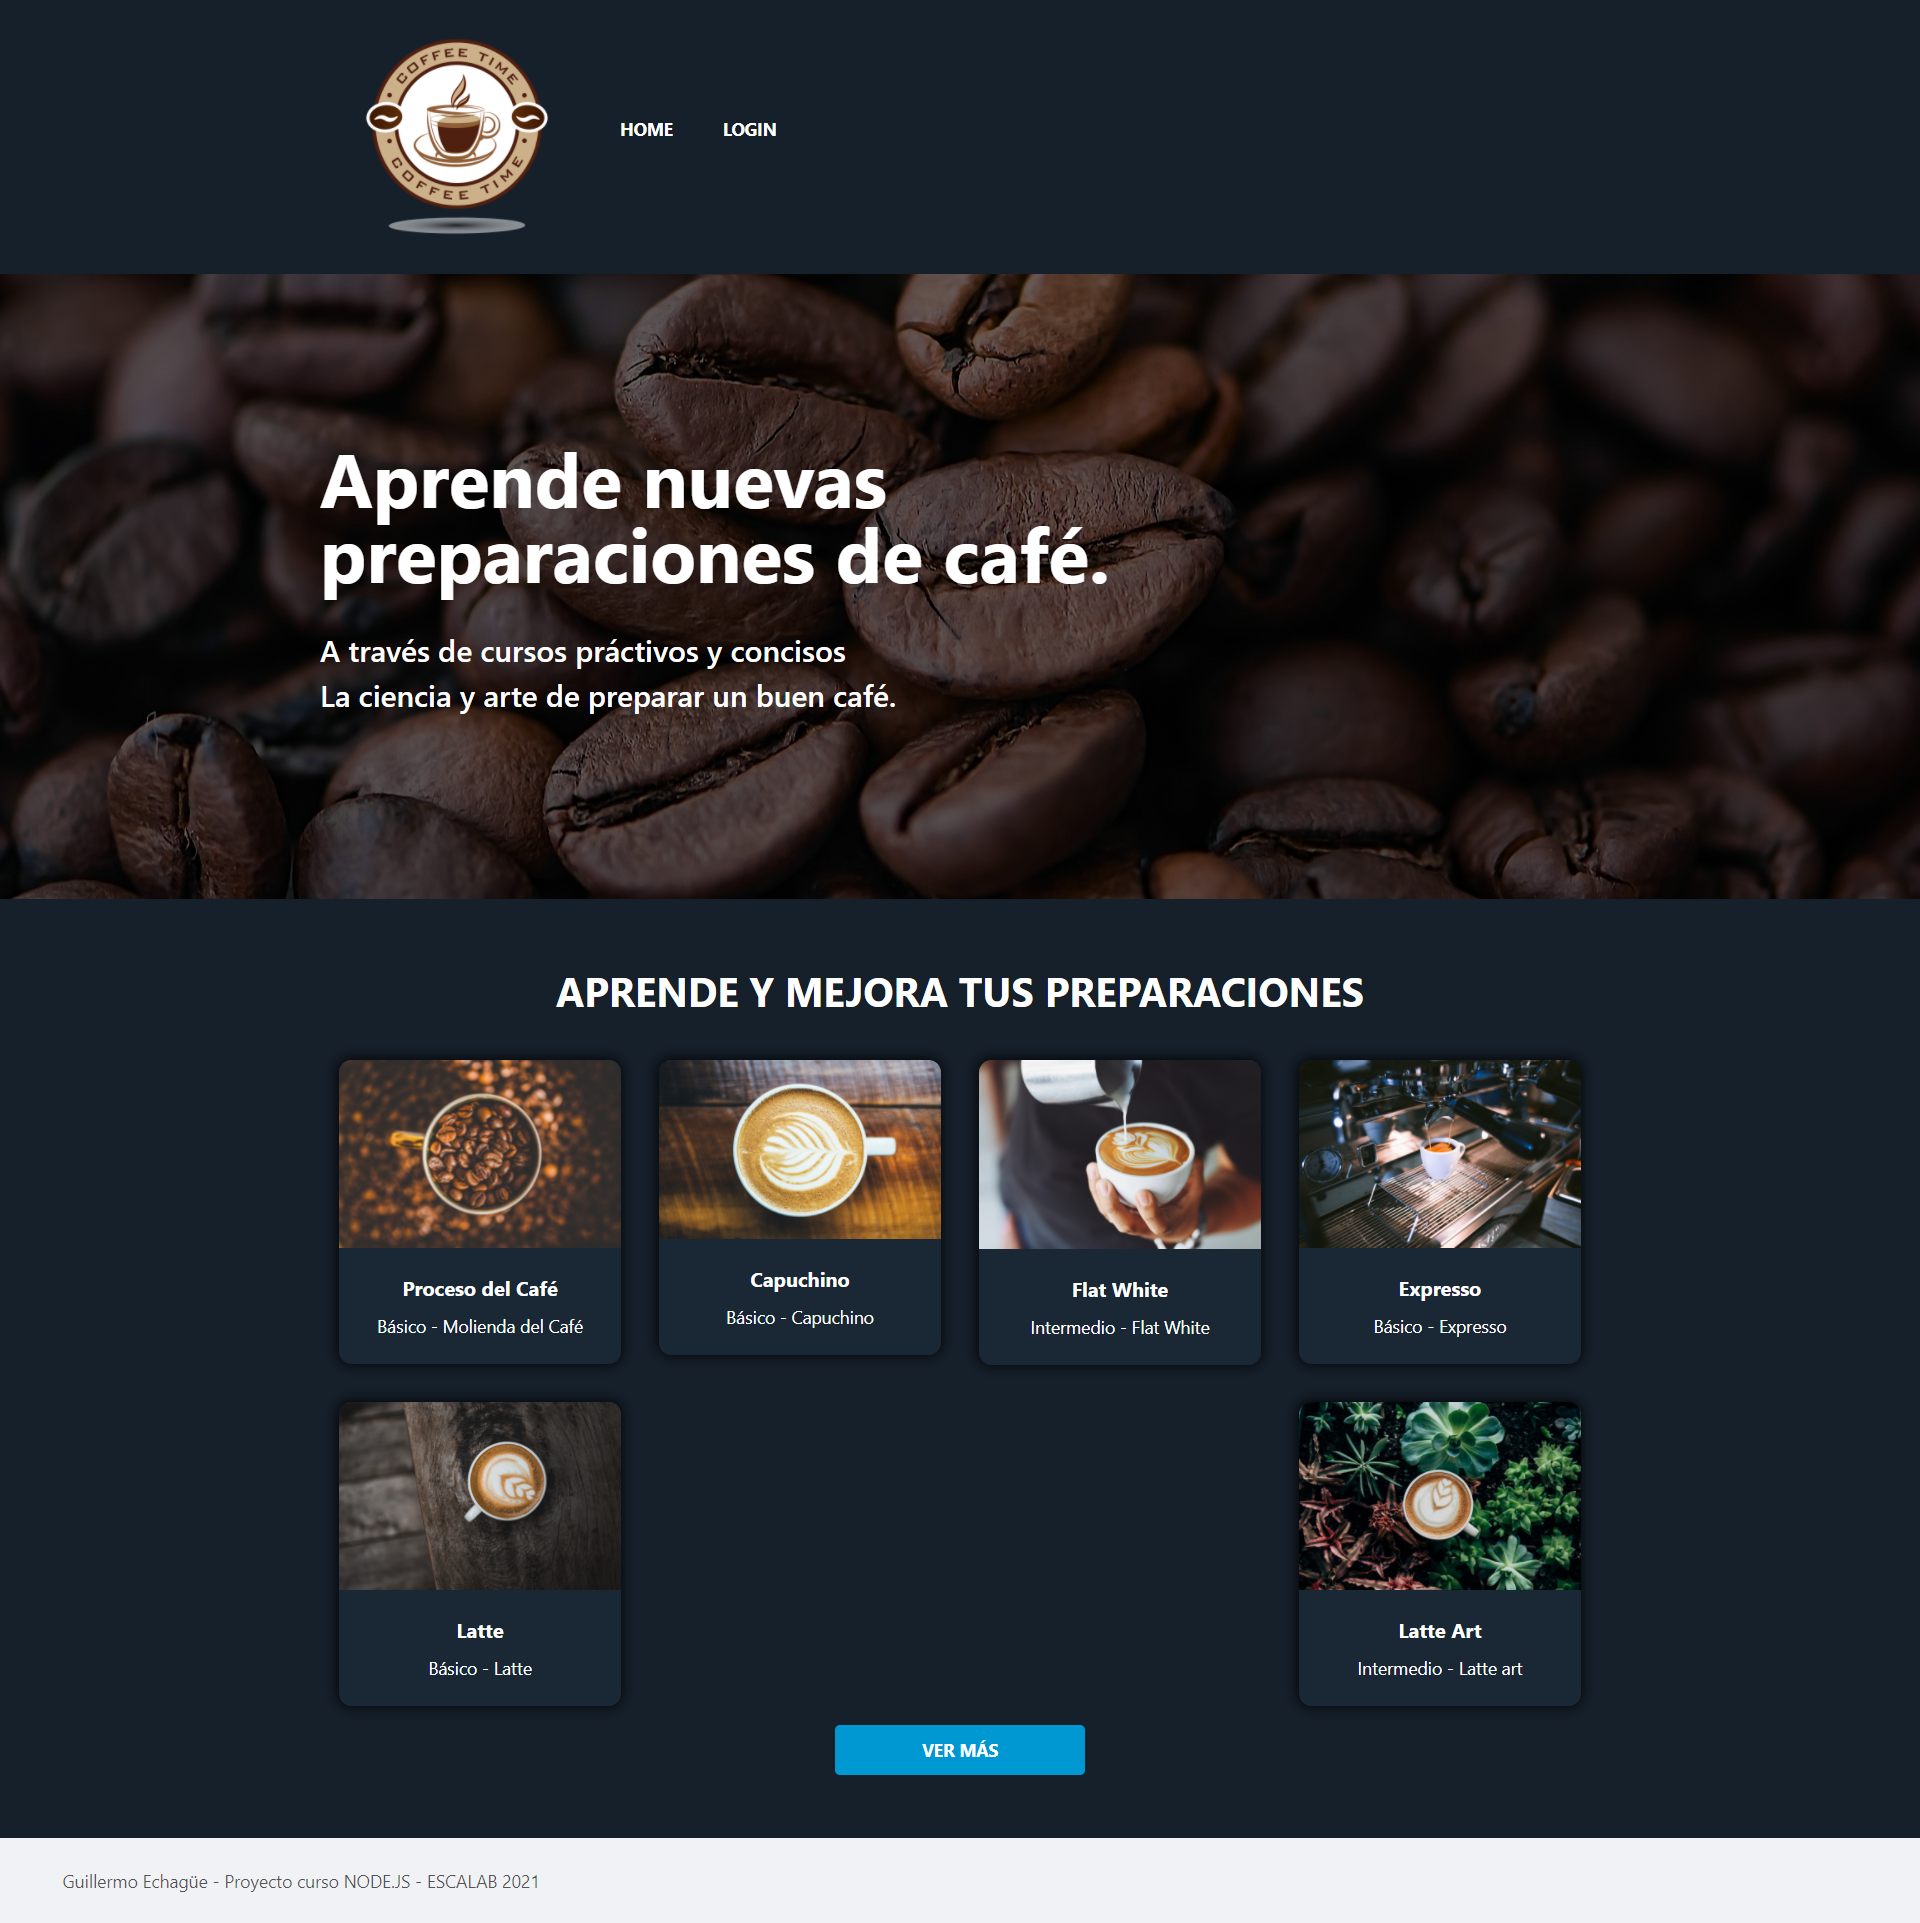 COFFEE TIME
COFFEE TIME
HOME
LOGIN
Aprende nuevas
preparaciones de café.
A través de cursos práctivos y concisos
La ciencia y arte de preparar un buen café.
APRENDE Y MEJORA TUS PREPARACIONES
Proceso del Café
Básico - Molienda del Café
Capuchino
Básico - Capuchino
Flat White
Intermedio - Flat White
Expresso
Básico - Expresso
Latte
Básico - Latte
Latte Art
Intermedio - Latte art
VER MÁS
Guillermo Echagüe - Proyecto curso NODE.JS - ESCALAB 2021